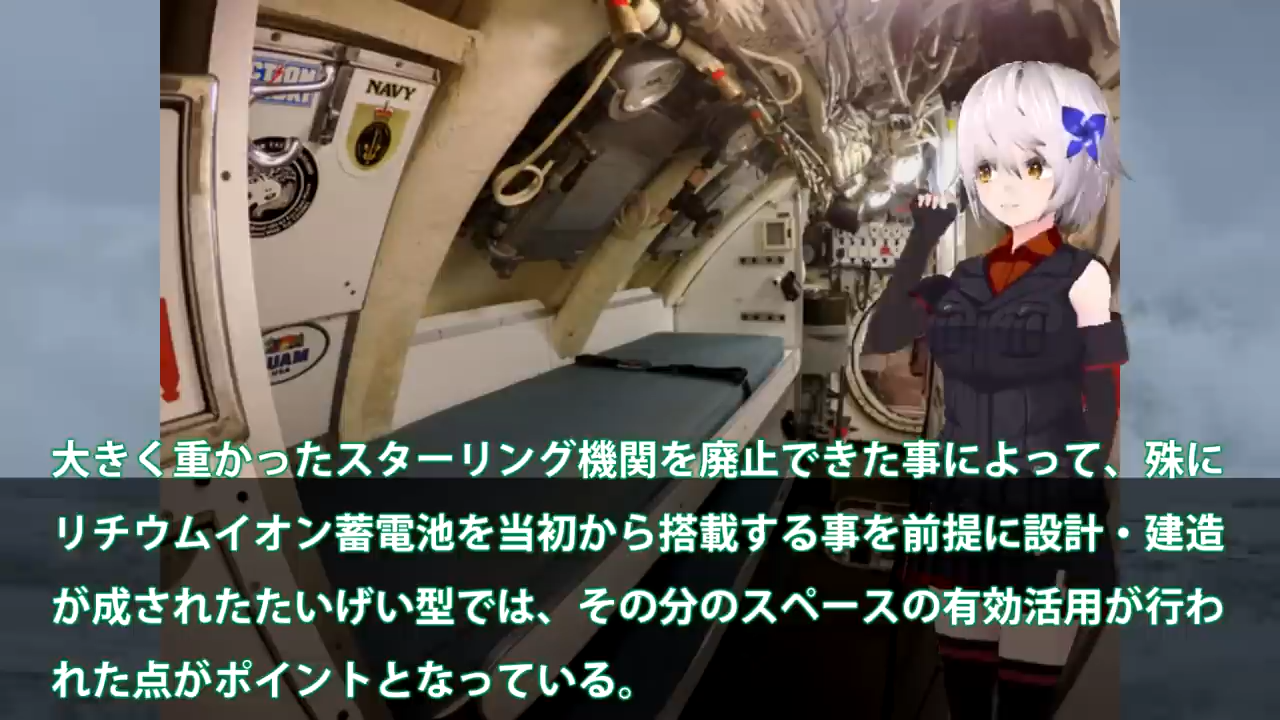 NAVY
UAM
USA
大きく重かったスターリング機関を廃止できた事によって、殊に
リチウムイオン蓄電池を当初から搭載する事を前提に設計・建造
が成されたたいげい型では、その分のスペースの有効活用が行わ
れた点がポイントとなっている。